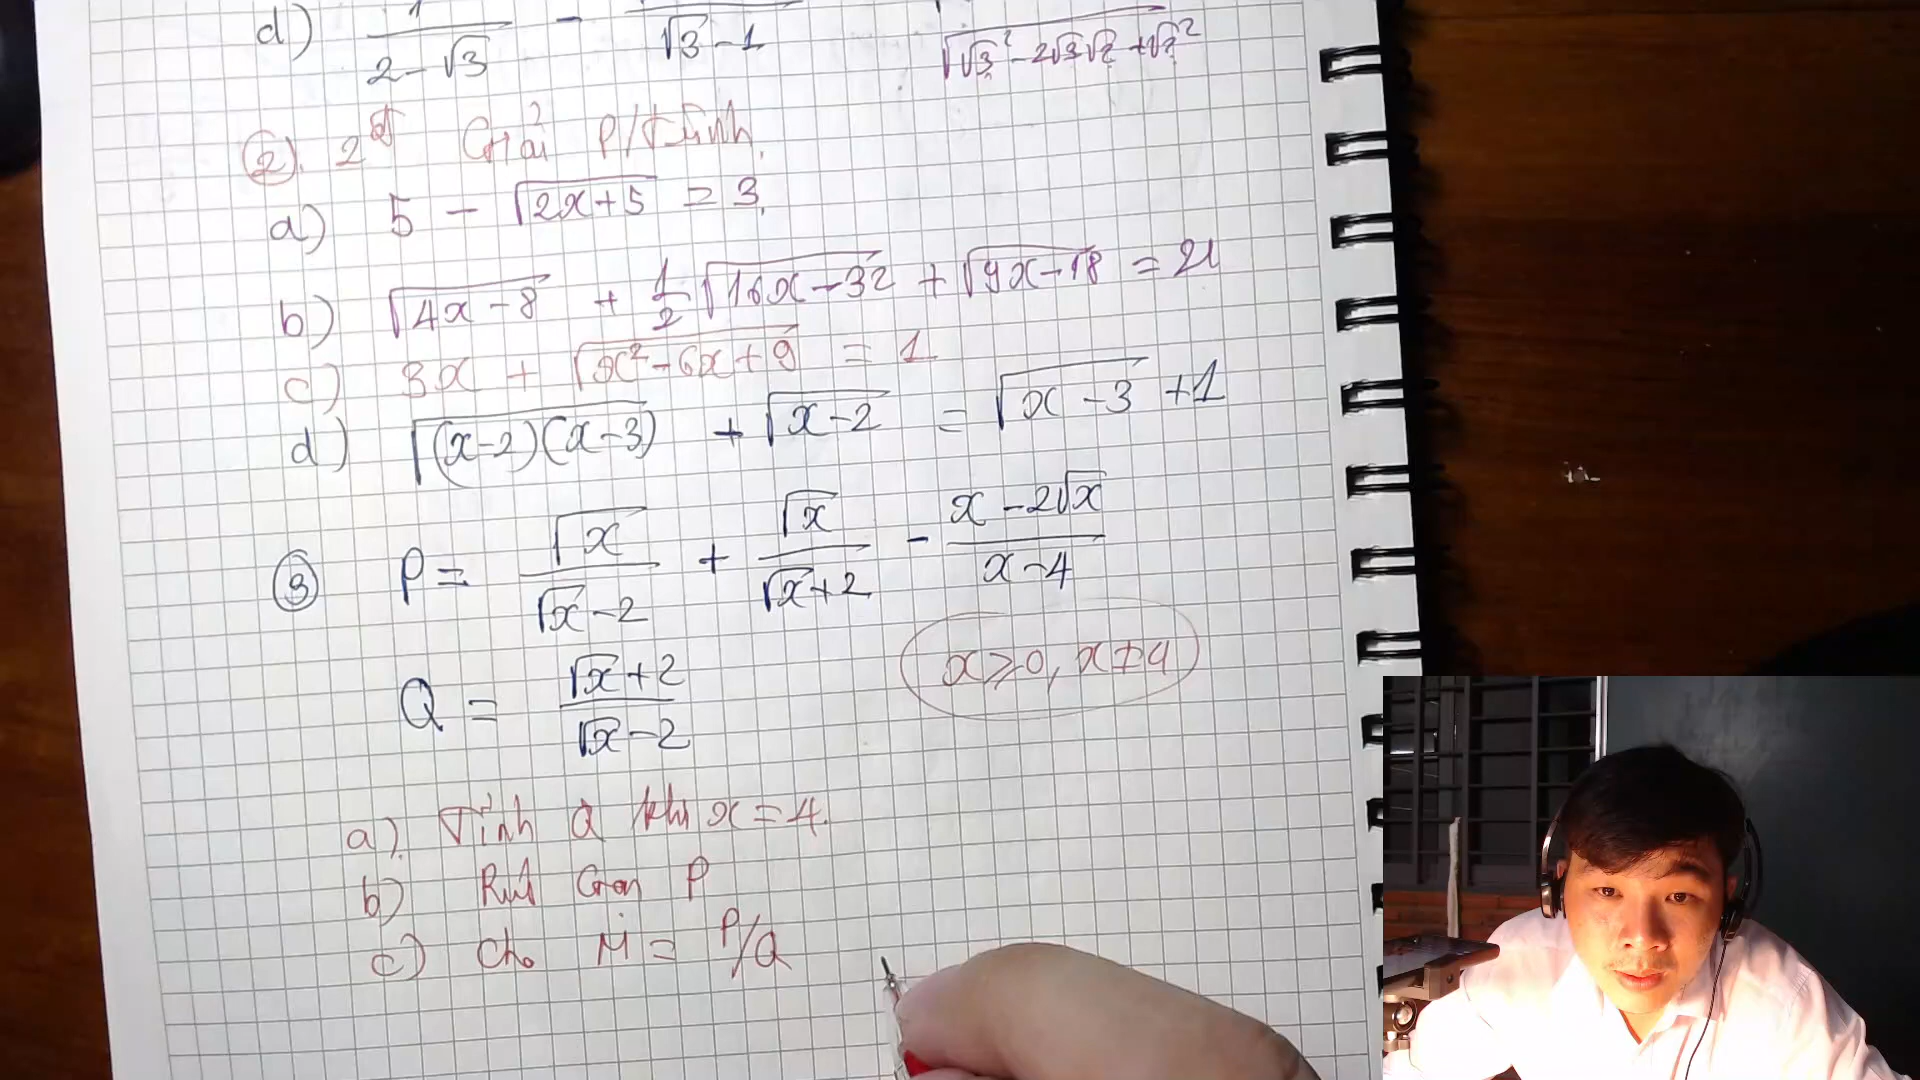 d) 1/(2-√3) - /(√3-1) √(√3² - 2√3√2 + √2²)
②. 2đ Giải p/trình.
a) 5 - √(2x+5) = 3.
b) √(4x-8) + 1/2 √(16x-32) + √(9x-18) = 21
c) 3x + √(9x²-6x+9) = 1
d) √((x-2)(x-3)) + √(x-2) = √(x-3) + 1
③ P = √x/(√x-2) + √x/(√x+2) - (x-2√x)/(x-4)
Q = (√x+2)/(√x-2) x ≥ 0, x ≠ 4
a). Tính Q khi x = 4.
b) Rút Gọn P
c) Cho M = P/Q